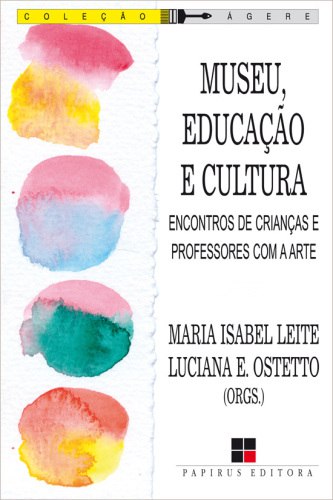 COLEÇÃO ÁGERE
MUSEU,
EDUCAÇÃO
E CULTURA
ENCONTROS DE CRIANÇAS E
PROFESSORES COM A ARTE
MARIA ISABEL LEITE
LUCIANA E. OSTETTO
(ORGS.)
PAPIRUS EDITORA